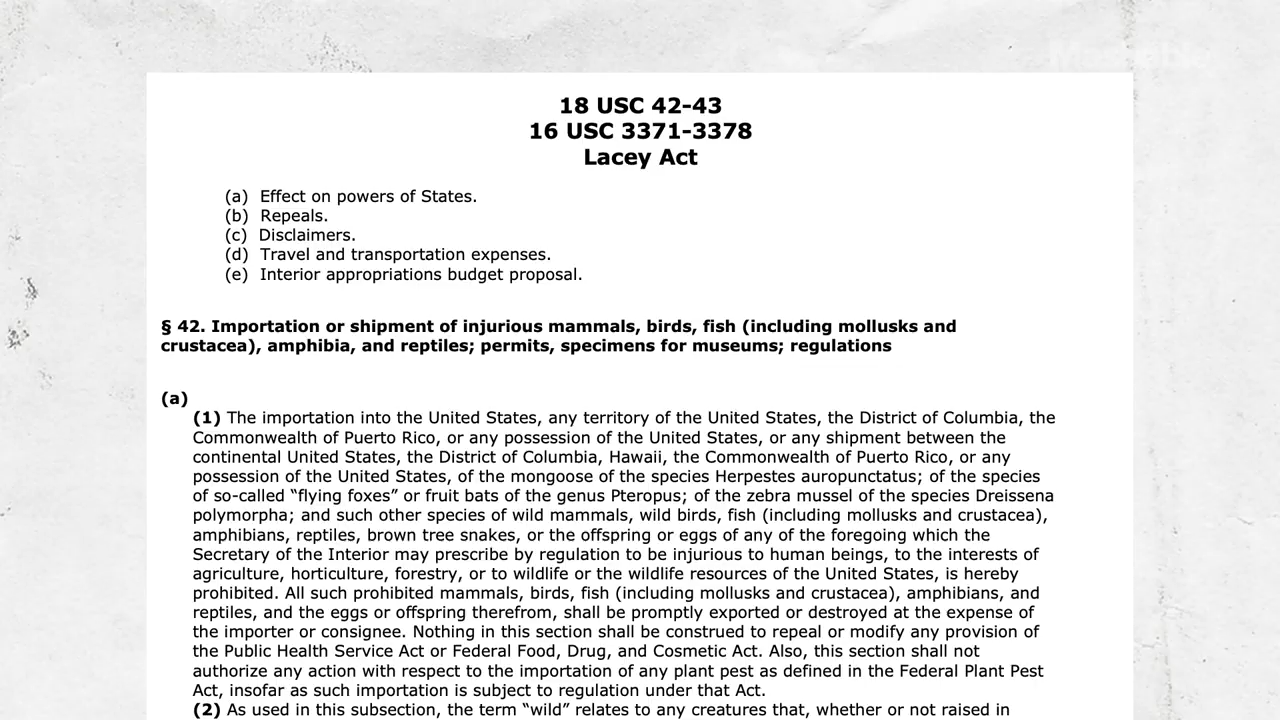 18 USC 42-43
16 USC 3371-3378
Lacey Act
(a) Effect on powers of States.
(b) Repeals.
(c) Disclaimers.
(d) Travel and transportation expenses.
(e) Interior appropriations budget proposal.
§ 42. Importation or shipment of injurious mammals, birds, fish (including mollusks and
crustacea), amphibia, and reptiles; permits, specimens for museums; regulations
(a)
(1) The importation into the United States, any territory of the United States, the District of Columbia, the
Commonwealth of Puerto Rico, or any possession of the United States, or any shipment between the
continental United States, the District of Columbia, Hawaii, the Commonwealth of Puerto Rico, or any
possession of the United States, of the mongoose of the species Herpestes auropunctatus; of the species
of so-called “flying foxes” or fruit bats of the genus Pteropus; of the zebra mussel of the species Dreissena
polymorpha; and such other species of wild mammals, wild birds, fish (including mollusks and crustacea),
amphibians, reptiles, brown tree snakes, or the offspring or eggs of any of the foregoing which the
Secretary of the Interior may prescribe by regulation to be injurious to human beings, to the interests of
agriculture, horticulture, forestry, or to wildlife or the wildlife resources of the United States, is hereby
prohibited. All such prohibited mammals, birds, fish (including mollusks and crustacea), amphibians, and
reptiles, and the eggs or offspring therefrom, shall be promptly exported or destroyed at the expense of
the importer or consignee. Nothing in this section shall be construed to repeal or modify any provision of
the Public Health Service Act or Federal Food, Drug, and Cosmetic Act. Also, this section shall not
authorize any action with respect to the importation of any plant pest as defined in the Federal Plant Pest
Act, insofar as such importation is subject to regulation under that Act.
(2) As used in this subsection, the term “wild” relates to any creatures that, whether or not raised in